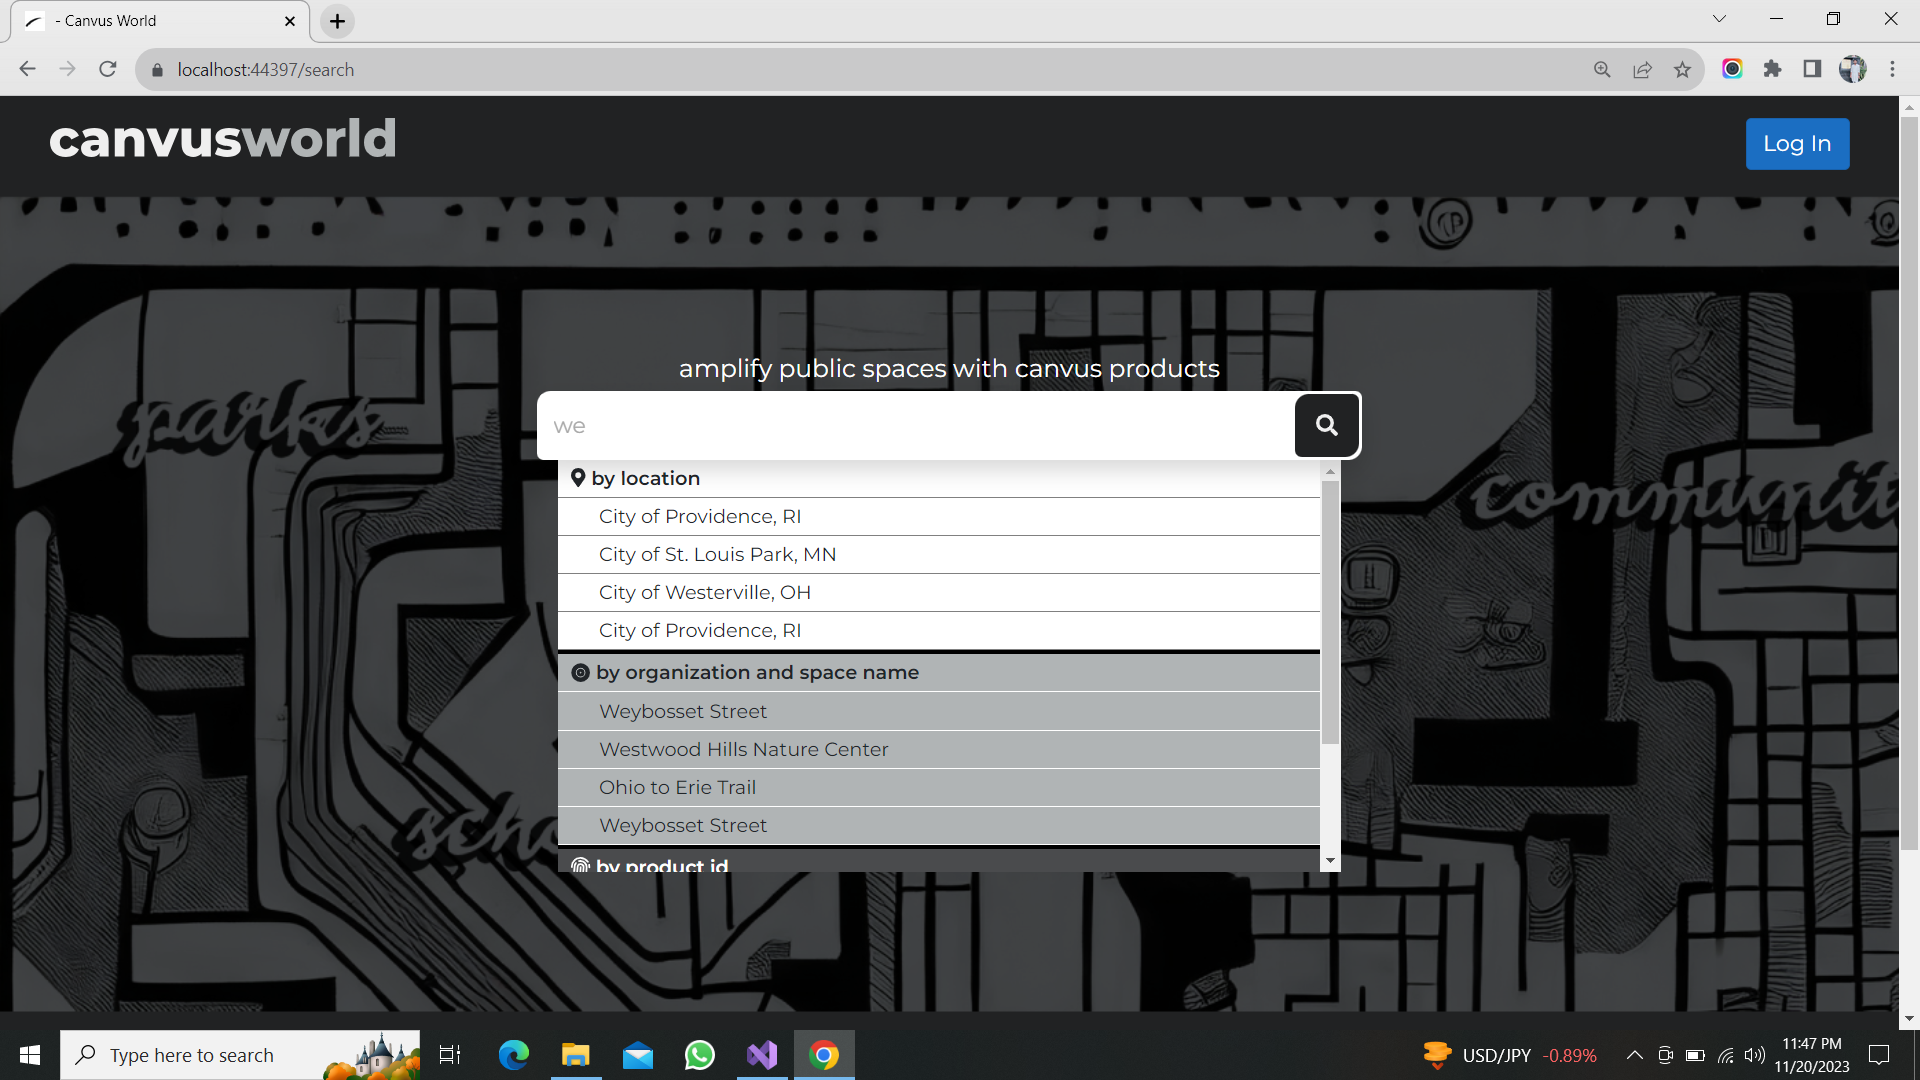 - Canvus World
localhost:44397/search
canvusworld
Log In
amplify public spaces with canvus products
we
by location
City of Providence, RI
City of St. Louis Park, MN
City of Westerville, OH
City of Providence, RI
by organization and space name
Weybosset Street
Westwood Hills Nature Center
Ohio to Erie Trail
Weybosset Street
by product id
parks
communit
scho
Type here to search
USD/JPY -0.89%
11:47 PM
11/20/2023